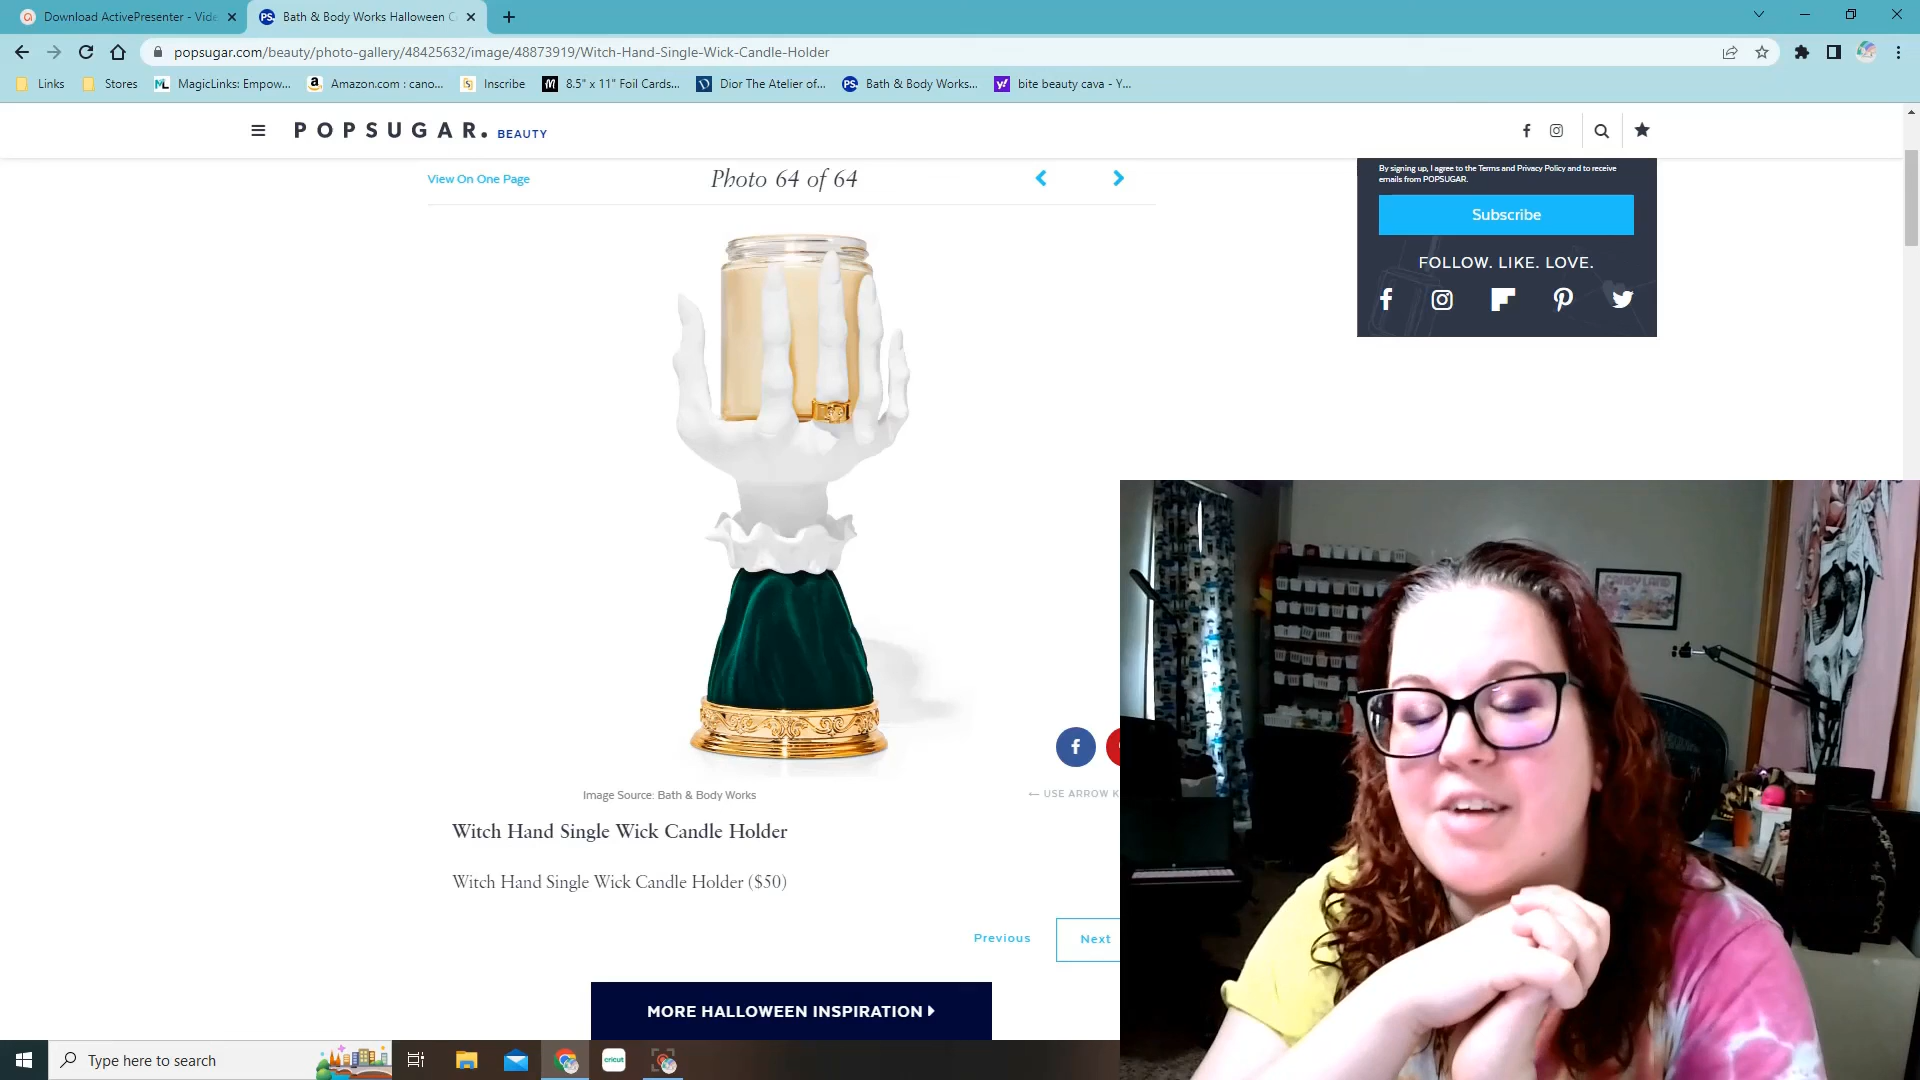 Download ActivePresenter - Vide
Bath & Body Works Halloween C
popsugar.com/beauty/photo-gallery/48425632/image/48873919/Witch-Hand-Single-Wick-Candle-Holder
Links
Stores
MagicLinks: Empow...
Amazon.com : cano...
Inscribe
8.5" x 11" Foil Cards...
Dior The Atelier of...
Bath & Body Works...
bite beauty cava - Y...
POPSUGAR. BEAUTY
View On One Page
Photo 64 of 64
By signing up, I agree to the Terms and Privacy Policy and to receive
emails from POPSUGAR.
Subscribe
FOLLOW. LIKE. LOVE.
Image Source: Bath & Body Works
← USE ARROW K
Witch Hand Single Wick Candle Holder
Witch Hand Single Wick Candle Holder ($50)
Previous
Next
MORE HALLOWEEN INSPIRATION
CANDY LAND
Type here to search
cricut